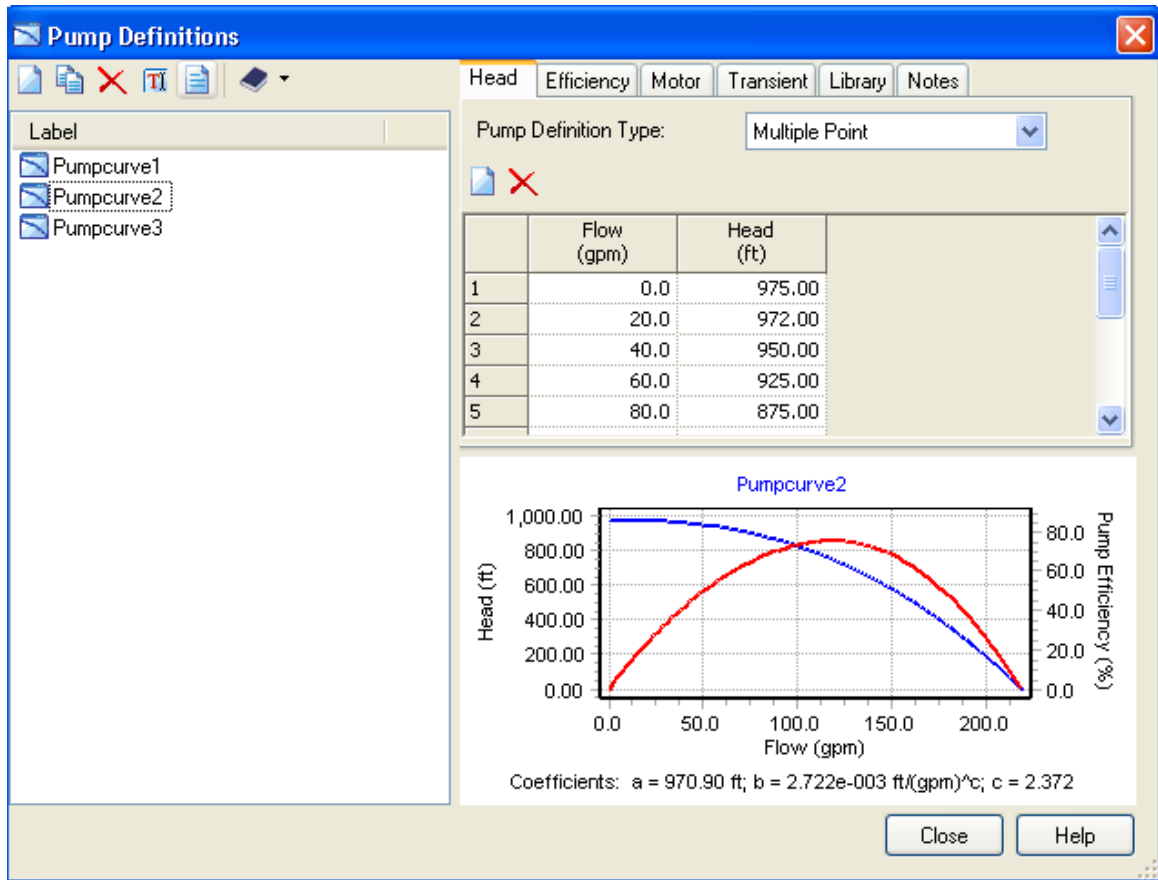 Pump Definitions
Head Efficiency Motor Transient Library Notes
Label
Pumpcurve1
Pumpcurve2
Pumpcurve3
Pump Definition Type: Multiple Point
Flow (gpm) Head (ft)
1 0.0 975.00
2 20.0 972.00
3 40.0 950.00
4 60.0 925.00
5 80.0 875.00
Pumpcurve2
Head (ft)
1,000.00
800.00
600.00
400.00
200.00
0.00
80.0
60.0
40.0
20.0
0.0
Pump Efficiency (%)
0.0 50.0 100.0 150.0 200.0
Flow (gpm)
Coefficients: a = 970.90 ft; b = 2.722e-003 ft/(gpm)^c; c = 2.372
Close Help